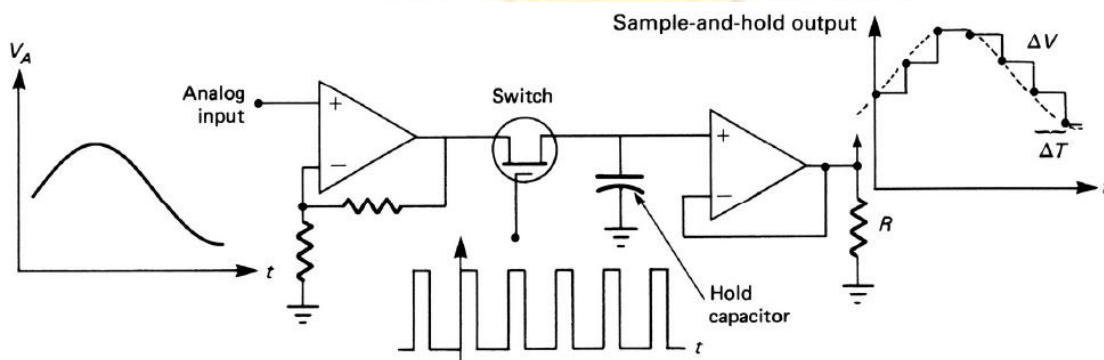 Sample-and-hold output
V_A
ΔV
Analog
input
+
−
Switch
+
−
ΔT
R
t
Hold
capacitor
t